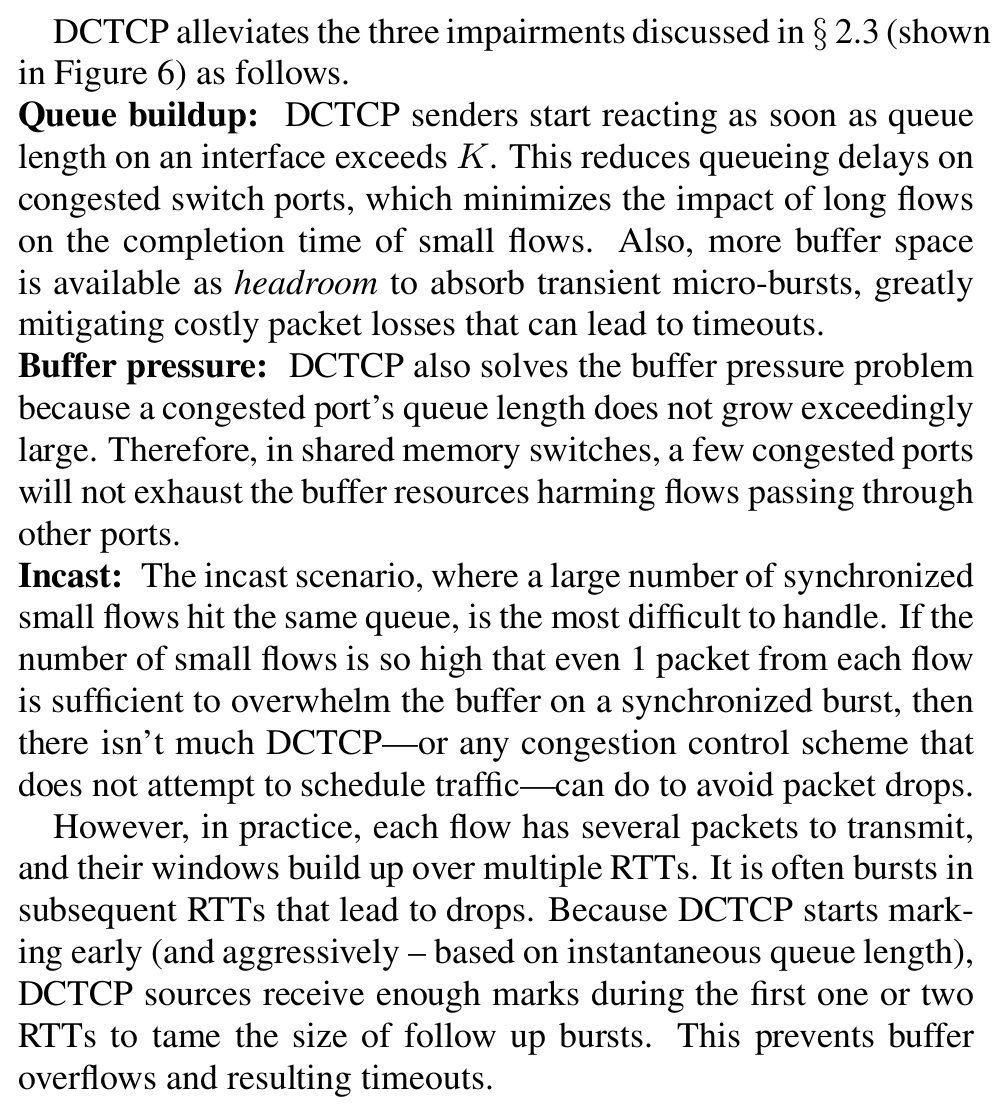 DCTCP alleviates the three impairments discussed in § 2.3 (shown
in Figure 6) as follows.
Queue buildup: DCTCP senders start reacting as soon as queue
length on an interface exceeds K. This reduces queueing delays on
congested switch ports, which minimizes the impact of long flows
on the completion time of small flows. Also, more buffer space
is available as headroom to absorb transient micro-bursts, greatly
mitigating costly packet losses that can lead to timeouts.
Buffer pressure: DCTCP also solves the buffer pressure problem
because a congested port's queue length does not grow exceedingly
large. Therefore, in shared memory switches, a few congested ports
will not exhaust the buffer resources harming flows passing through
other ports.
Incast: The incast scenario, where a large number of synchronized
small flows hit the same queue, is the most difficult to handle. If the
number of small flows is so high that even 1 packet from each flow
is sufficient to overwhelm the buffer on a synchronized burst, then
there isn't much DCTCP—or any congestion control scheme that
does not attempt to schedule traffic—can do to avoid packet drops.
However, in practice, each flow has several packets to transmit,
and their windows build up over multiple RTTs. It is often bursts in
subsequent RTTs that lead to drops. Because DCTCP starts mark-
ing early (and aggressively – based on instantaneous queue length),
DCTCP sources receive enough marks during the first one or two
RTTs to tame the size of follow up bursts. This prevents buffer
overflows and resulting timeouts.